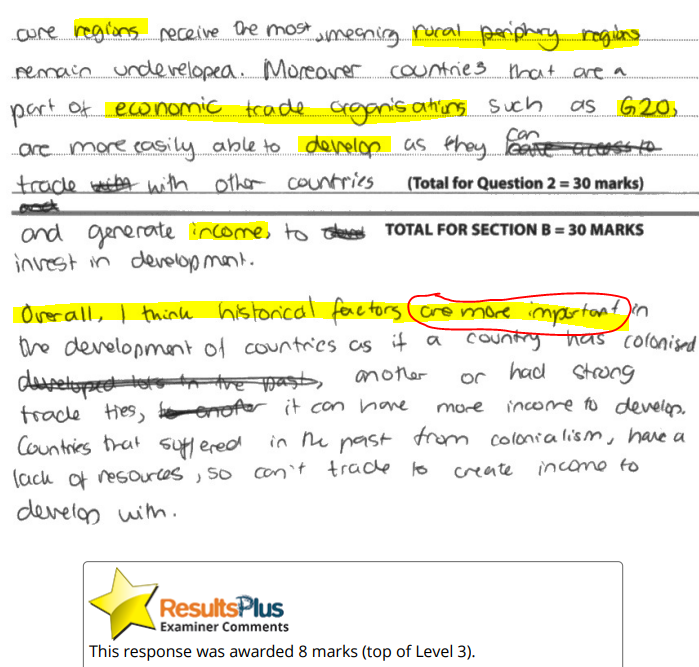 core regions receive the most, meaning rural periphery regions
remain undeveloped. Moreover countries that are a
part of economic trade organisations such as G20,
are more easily able to develop as they can
trade with other countries (Total for Question 2 = 30 marks)
and generate income, to TOTAL FOR SECTION B = 30 MARKS
invest in development.
Overall, I think historical factors are more important in
the development of countries as if a country has colonised
another or had strong
trade ties, it can have more income to develop.
Countries that suffered in the past from colonialism, have a
lack of resources, so can't trade to create income to
develop with.
ResultsPlus
Examiner Comments
This response was awarded 8 marks (top of Level 3).